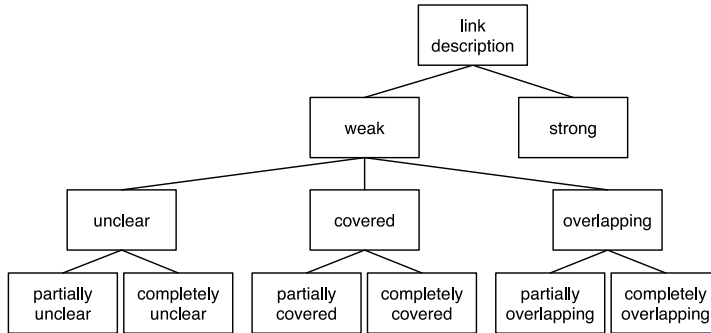 link
description
weak
strong
unclear
covered
overlapping
partially
unclear
completely
unclear
partially
covered
completely
covered
partially
overlapping
completely
overlapping